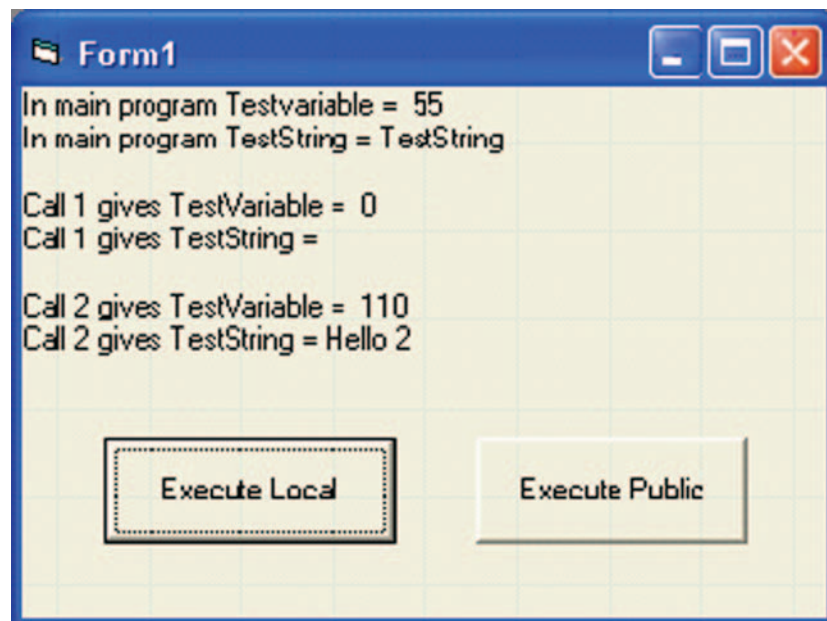 Form1
In main program Testvariable = 55
In main program TestString = TestString
Call 1 gives TestVariable = 0
Call 1 gives TestString =
Call 2 gives TestVariable = 110
Call 2 gives TestString = Hello 2
Execute Local
Execute Public